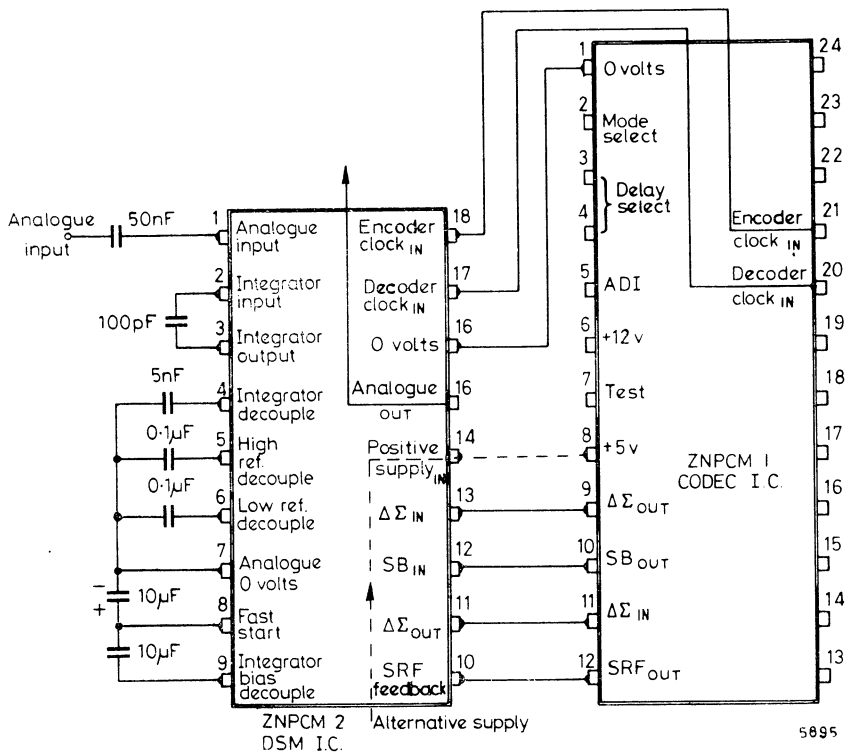 Analogue
input
50nF
1
Analogue
input
2
Integrator
input
100pF
3
Integrator
output
5nF
4
Integrator
decouple
0·1µF
5
High
ref.
decouple
0·1µF
6
Low ref.
decouple
7
Analogue
0 volts
−
+
10µF
8
Fast
start
10µF
9
Integrator
bias
decouple
18
Encoder
clock IN
17
Decoder
clock IN
16
0 volts
16
Analogue
OUT
14
Positive
supply IN
13
ΔΣ IN
12
SB IN
11
ΔΣ OUT
10
SRF
feedback
Alternative supply
ZNPCM 2
DSM I.C.
1
0 volts
2
Mode
select
3
4
Delay
select
5
ADI
6
+12v
7
Test
8
+5v
9
ΔΣ OUT
10
SB OUT
11
ΔΣ IN
12
SRF OUT
ZNPCM 1
CODEC I.C.
24
23
22
21
Encoder
clock IN
20
Decoder
clock IN
19
18
17
16
15
14
13
5895